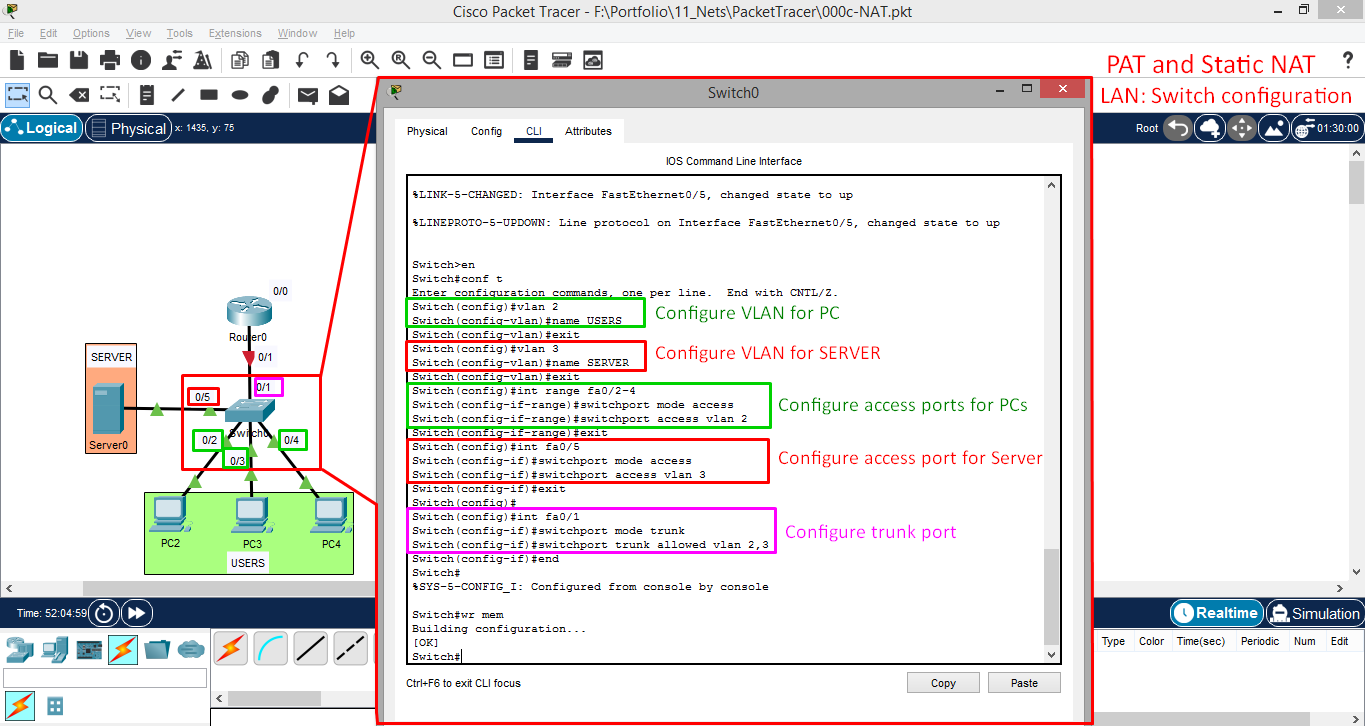 Cisco Packet Tracer - F:\Portfolio\11_Nets\PacketTracer\000c-NAT.pkt
File Edit Options View Tools Extensions Window Help
PAT and Static NAT
?
LAN: Switch configuration
Logical
Physical
x: 1435, y: 75
Root
01:30:00
Switch0
Physical Config CLI Attributes
IOS Command Line Interface
%LINK-5-CHANGED: Interface FastEthernet0/5, changed state to up
%LINEPROTO-5-UPDOWN: Line protocol on Interface FastEthernet0/5, changed state to up
Switch>en
Switch#conf t
Enter configuration commands, one per line.  End with CNTL/Z.
Switch(config)#vlan 2
Switch(config-vlan)#name USERS
Configure VLAN for PC
Switch(config-vlan)#exit
Switch(config)#vlan 3
Switch(config-vlan)#name SERVER
Configure VLAN for SERVER
Switch(config-vlan)#exit
Switch(config)#int range fa0/2-4
Switch(config-if-range)#switchport mode access
Switch(config-if-range)#switchport access vlan 2
Configure access ports for PCs
Switch(config-if-range)#exit
Switch(config)#int fa0/5
Switch(config-if)#switchport mode access
Switch(config-if)#switchport access vlan 3
Configure access port for Server
Switch(config-if)#exit
Switch(config)#
Switch(config)#int fa0/1
Switch(config-if)#switchport mode trunk
Switch(config-if)#switchport trunk allowed vlan 2,3
Configure trunk port
Switch(config-if)#end
Switch#
%SYS-5-CONFIG_I: Configured from console by console
Switch#wr mem
Building configuration...
[OK]
Switch#
Ctrl+F6 to exit CLI focus
Copy
Paste
0/0
Router0
0/1
SERVER
0/1
0/5
Server0
Switch0
0/2
0/4
0/3
PC2
PC3
PC4
USERS
Time: 52:04:59
Realtime
Simulation
Type Color Time(sec) Periodic Num Edit